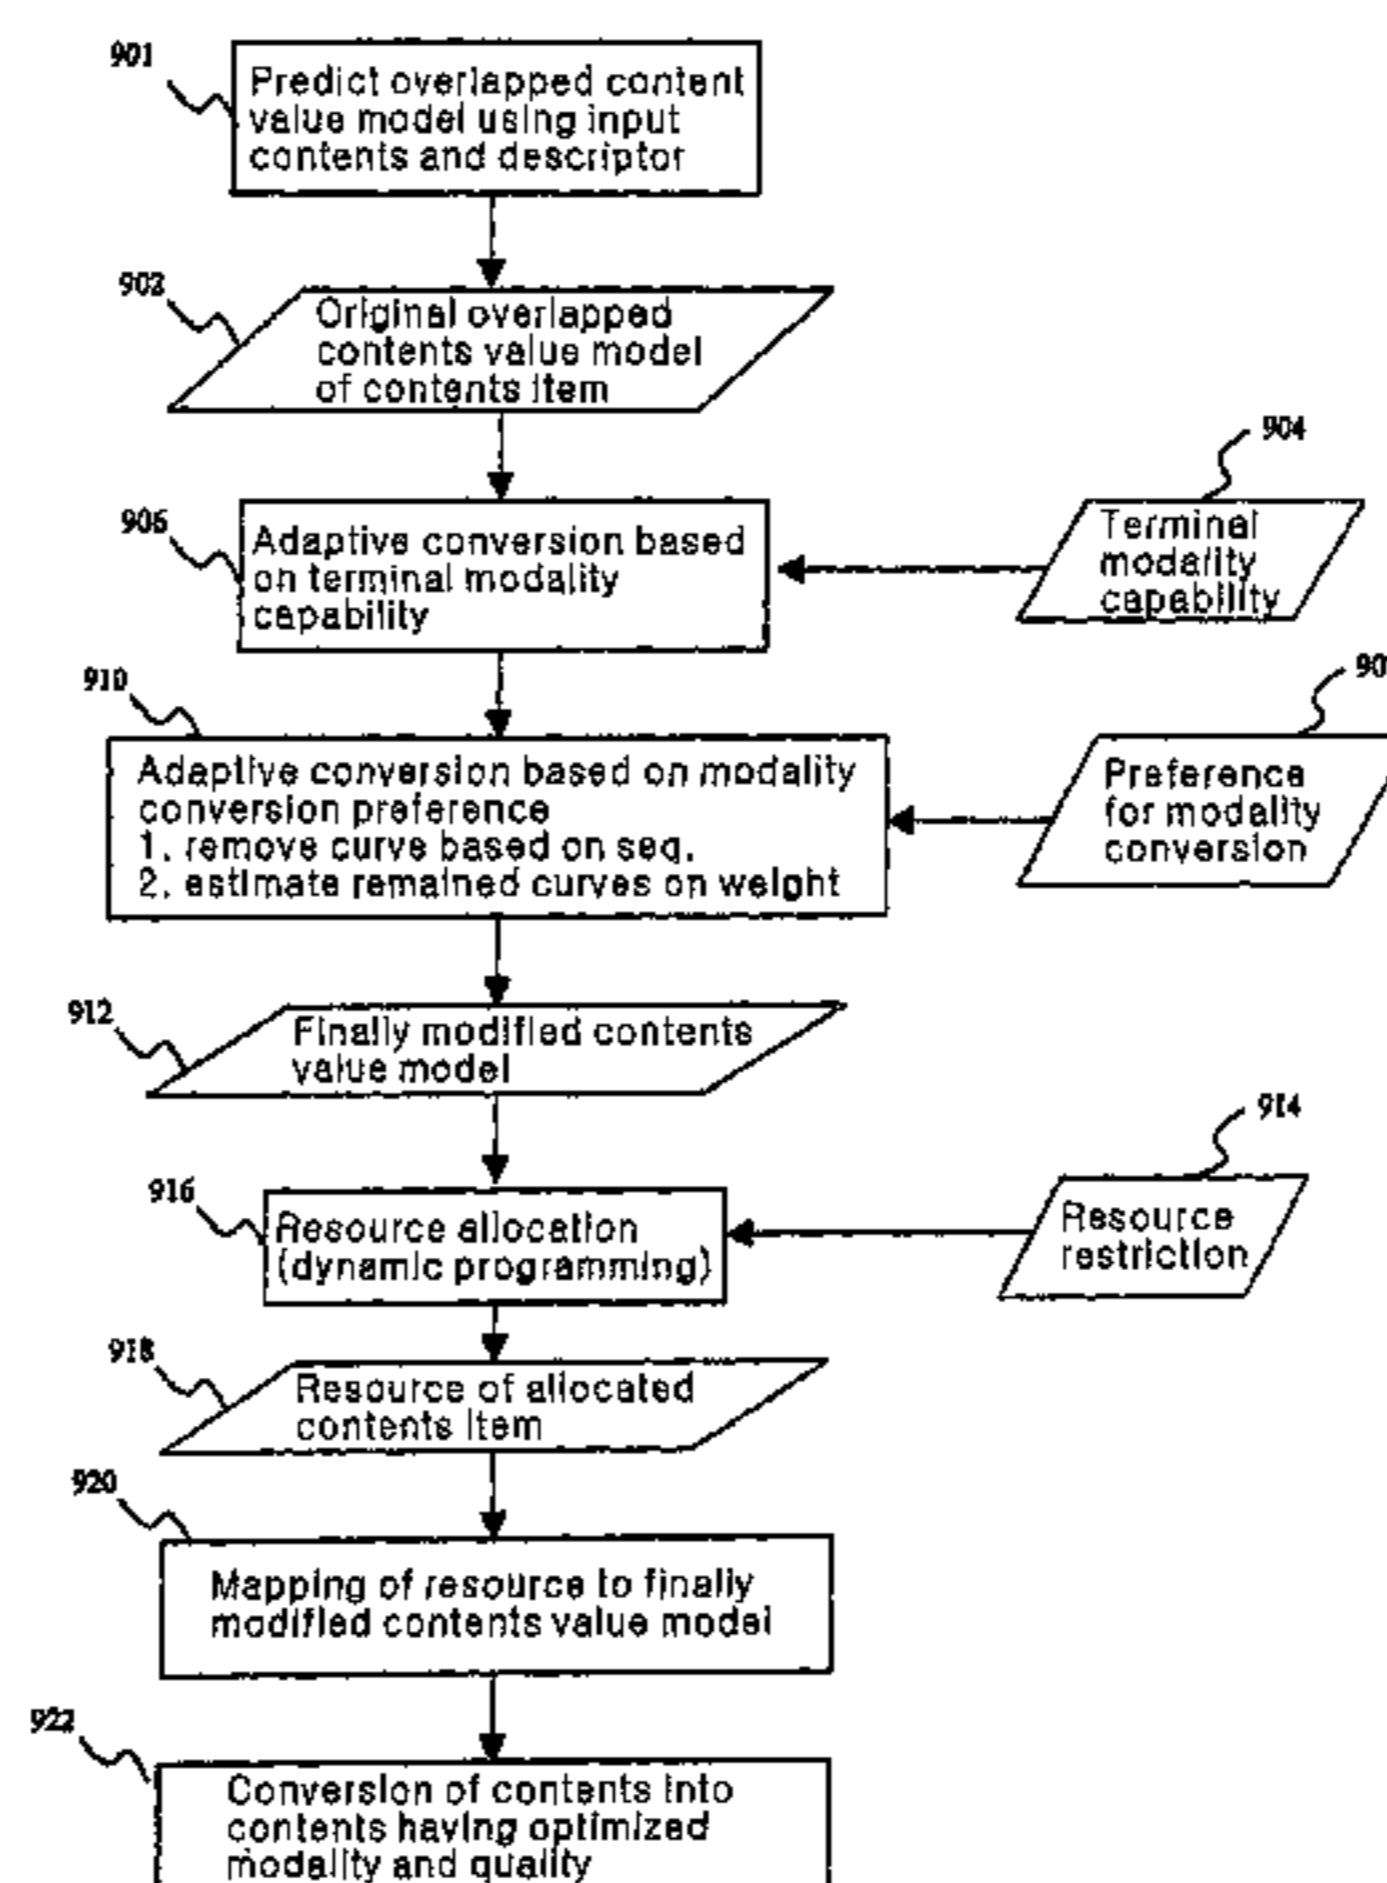 901
Predict overlapped content
value model using input
contents and descriptor
902
Original overlapped
contents value model
of contents item
904
906
Adaptive conversion based
on terminal modality
capability
Terminal
modality
capability
910
90
Adaptive conversion based on modality
conversion preference
1. remove curve based on seq.
2. estimate remained curves on weight
Preference
for modality
conversion
912
Finally modified contents
value model
914
916
Resource allocation
(dynamic programming)
Resource
restriction
918
Resource of allocated
contents item
920
Mapping of resource to finally
modified contents value model
922
Conversion of contents into
contents having optimized
modality and quality